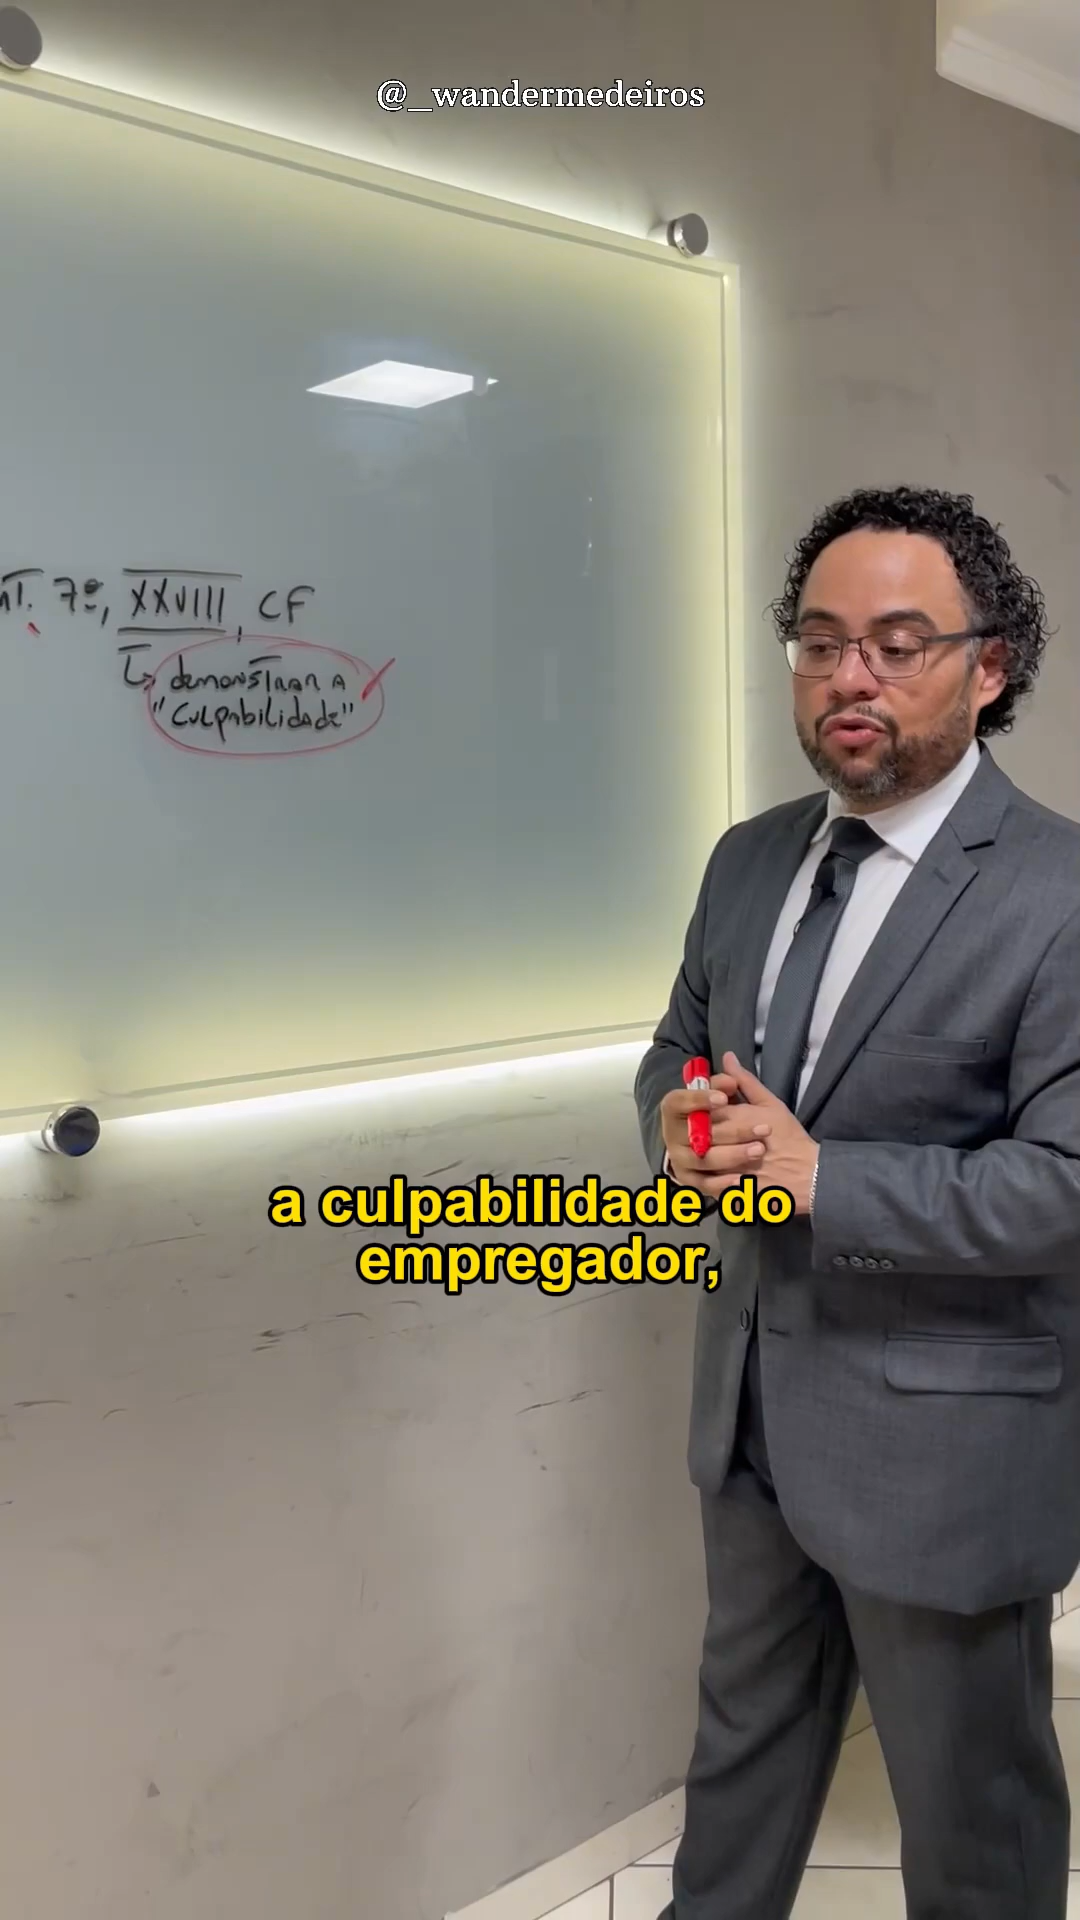 @_wandermedeiros
7º, XXVIII, CF
demonstrar a
"culpabilidade"
a culpabilidade do
empregador,